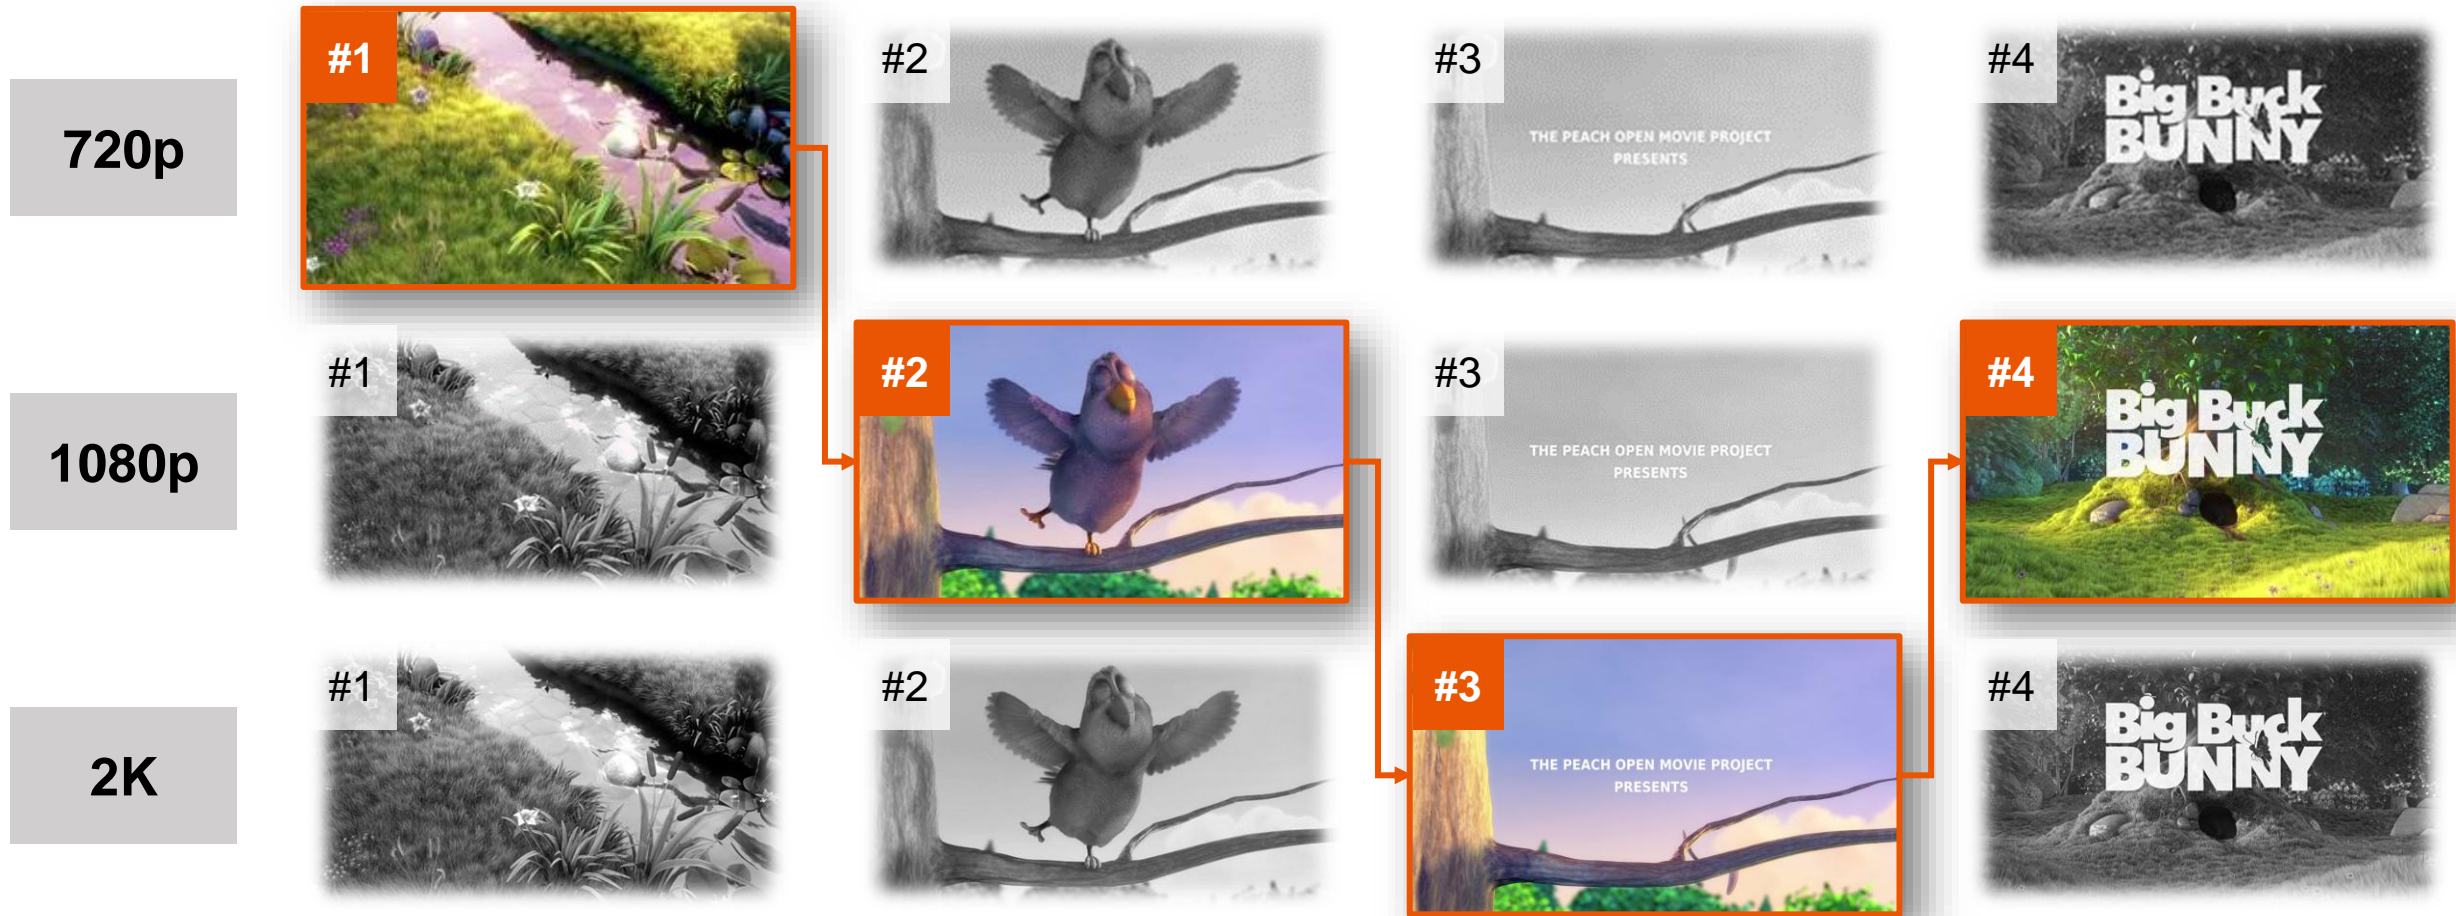 720p
#1
#2
#3
THE PEACH OPEN MOVIE PROJECT
PRESENTS
#4
Big Buck
BUNNY
1080p
#1
#2
#3
THE PEACH OPEN MOVIE PROJECT
PRESENTS
#4
Big Buck
BUNNY
2K
#1
#2
#3
THE PEACH OPEN MOVIE PROJECT
PRESENTS
#4
Big Buck
BUNNY